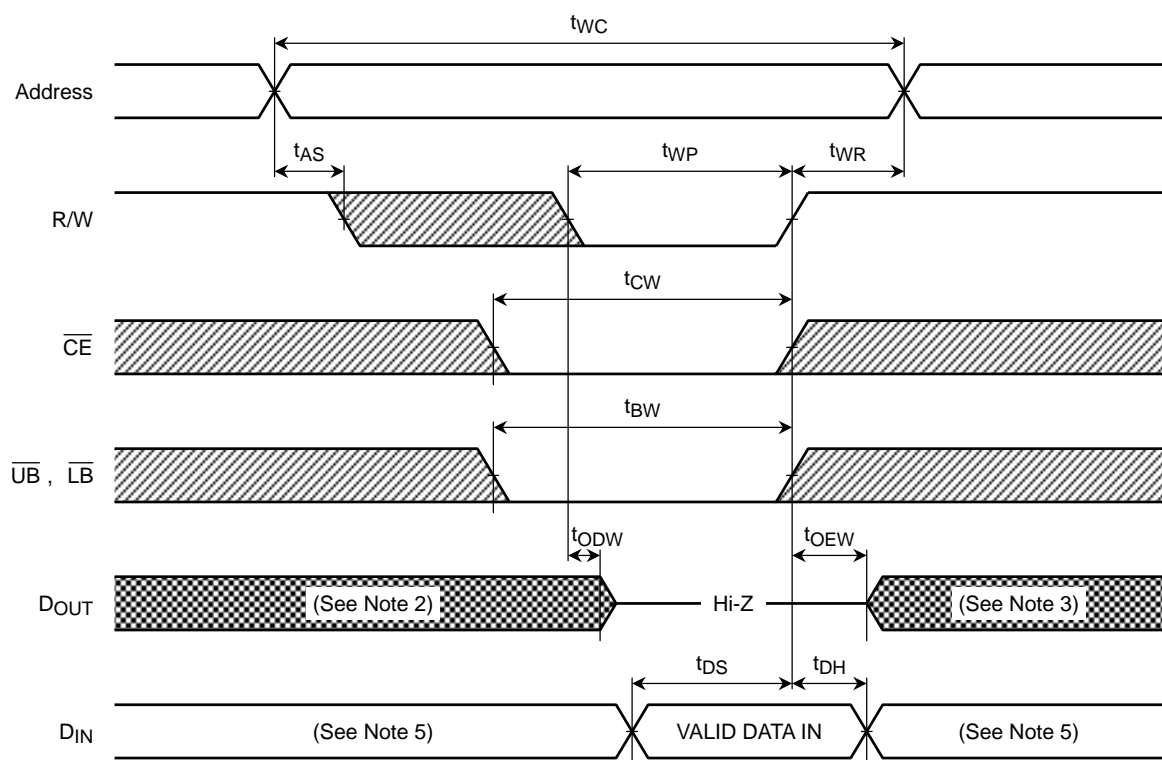 tWC
Address
tAS
tWP
tWR
R/W
tCW
CE
tBW
UB , LB
tODW
tOEW
DOUT
(See Note 2)
Hi-Z
(See Note 3)
tDS
tDH
DIN
(See Note 5)
VALID DATA IN
(See Note 5)